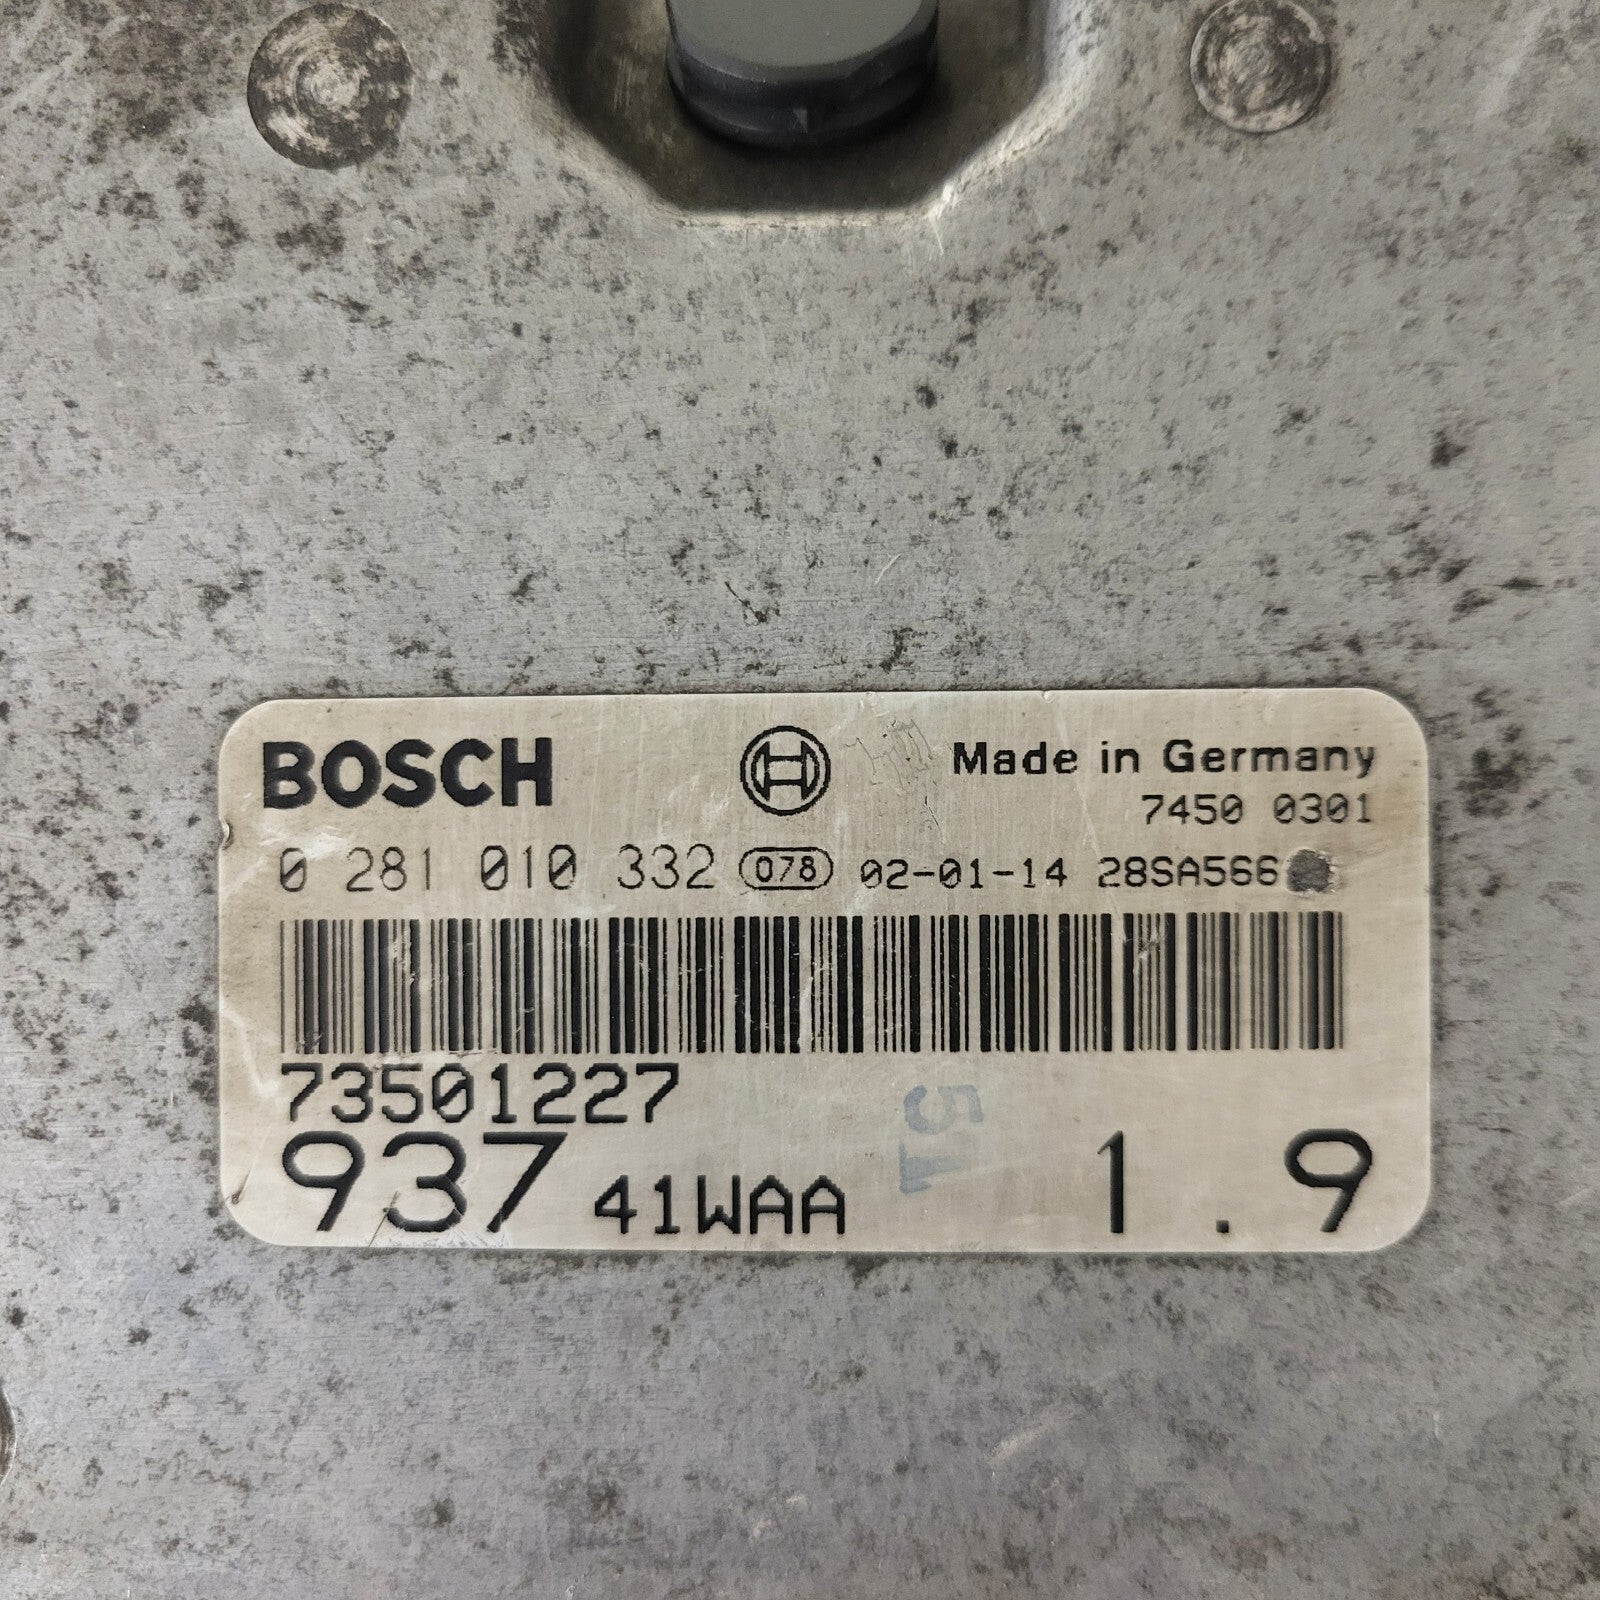 BOSCH Made in Germany
7450 0301
0 281 010 332 078 02-01-14 28SA566
73501227
937 41WAA 1.9
51